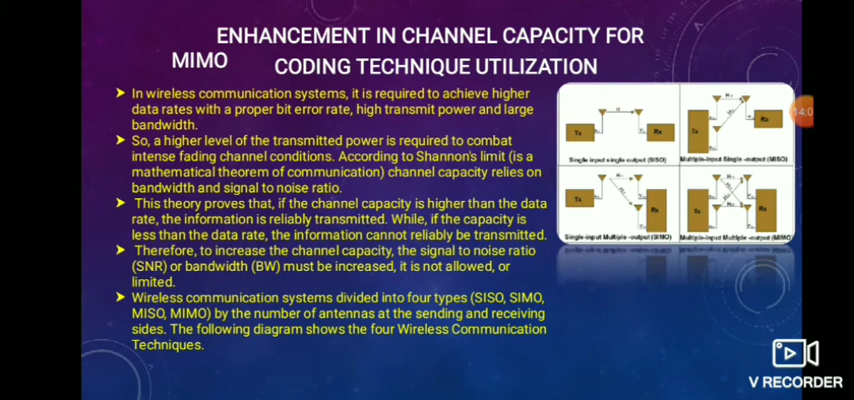 ENHANCEMENT IN CHANNEL CAPACITY FOR
MIMO CODING TECHNIQUE UTILIZATION
➤ In wireless communication systems, it is required to achieve higher
data rates with a proper bit error rate, high transmit power and large
bandwidth.
➤ So, a higher level of the transmitted power is required to combat
intense fading channel conditions. According to Shannon's limit (is a
mathematical theorem of communication) channel capacity relies on
bandwidth and signal to noise ratio.
➤ This theory proves that, if the channel capacity is higher than the data
rate, the information is reliably transmitted. While, if the capacity is
less than the data rate, the information cannot reliably be transmitted.
➤ Therefore, to increase the channel capacity, the signal to noise ratio
(SNR) or bandwidth (BW) must be increased, it is not allowed, or
limited.
➤ Wireless communication systems divided into four types (SISO, SIMO,
MISO, MIMO) by the number of antennas at the sending and receiving
sides. The following diagram shows the four Wireless Communication
Techniques.
Tx
H
Rx
Single input single output (SISO)
Tx
Rx
Multiple-input Single -output (MISO)
Tx
Rx
Single-input Multiple -output (SIMO)
Tx
Rx
Multiple-input Multiple -output (MIMO)
14:0
V RECORDER